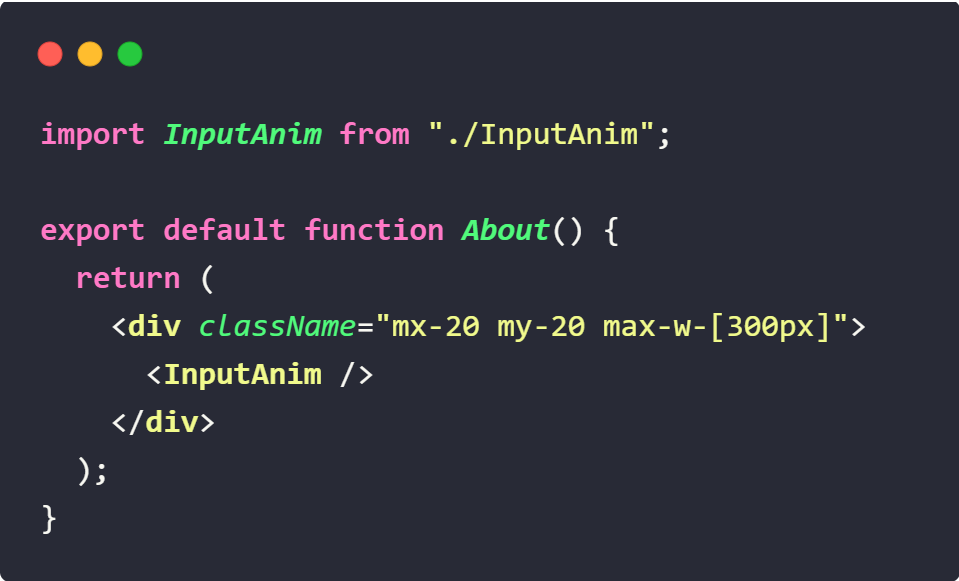 import InputAnim from "./InputAnim";

export default function About() {
  return (
    <div className="mx-20 my-20 max-w-[300px]">
      <InputAnim />
    </div>
  );
}